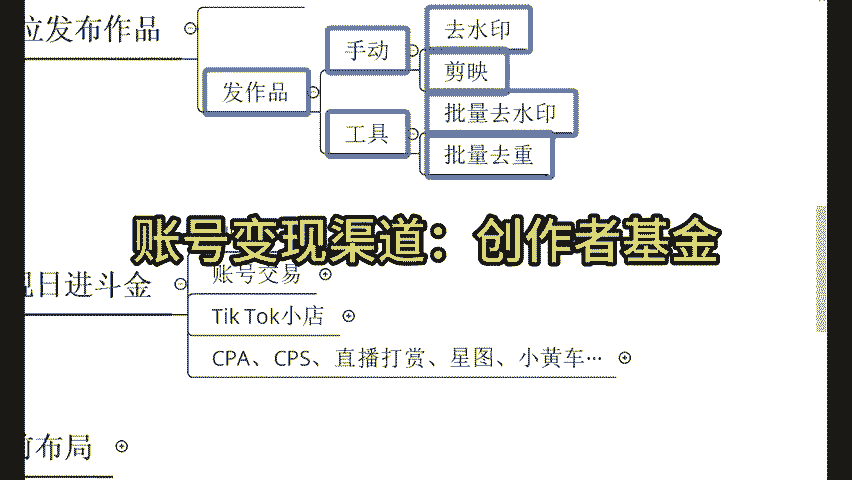 位发布作品
去水印
手动
剪映
发作品
批量去水印
工具
批量去重
账号变现渠道：创作者基金
账号交易
现日进斗金
Tik Tok小店
CPA、CPS、直播打赏、星图、小黄车…
前布局